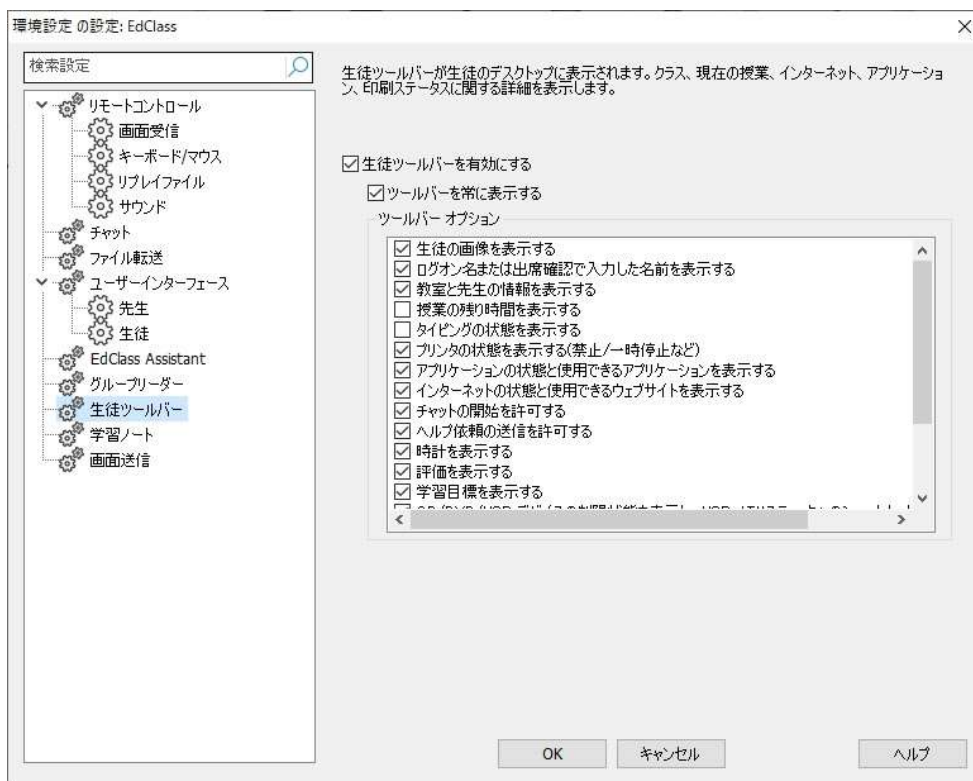 環境設定 の設定: EdClass
検索設定
リモートコントロール
画面受信
キーボード/マウス
リプレイファイル
サウンド
チャット
ファイル転送
ユーザーインターフェース
先生
生徒
EdClass Assistant
グループリーダー
生徒ツールバー
学習ノート
画面送信
生徒ツールバーが生徒のデスクトップに表示されます。クラス、現在の授業、インターネット、アプリケーショ
ン、印刷ステータスに関する詳細を表示します。
生徒ツールバーを有効にする
ツールバーを常に表示する
ツールバー オプション
生徒の画像を表示する
ログオン名または出席確認で入力した名前を表示する
教室と先生の情報を表示する
授業の残り時間を表示する
タイピングの状態を表示する
プリンタの状態を表示する(禁止/一時停止など)
アプリケーションの状態と使用できるアプリケーションを表示する
インターネットの状態と使用できるウェブサイトを表示する
チャットの開始を許可する
ヘルプ依頼の送信を許可する
時計を表示する
評価を表示する
学習目標を表示する
OK
キャンセル
ヘルプ